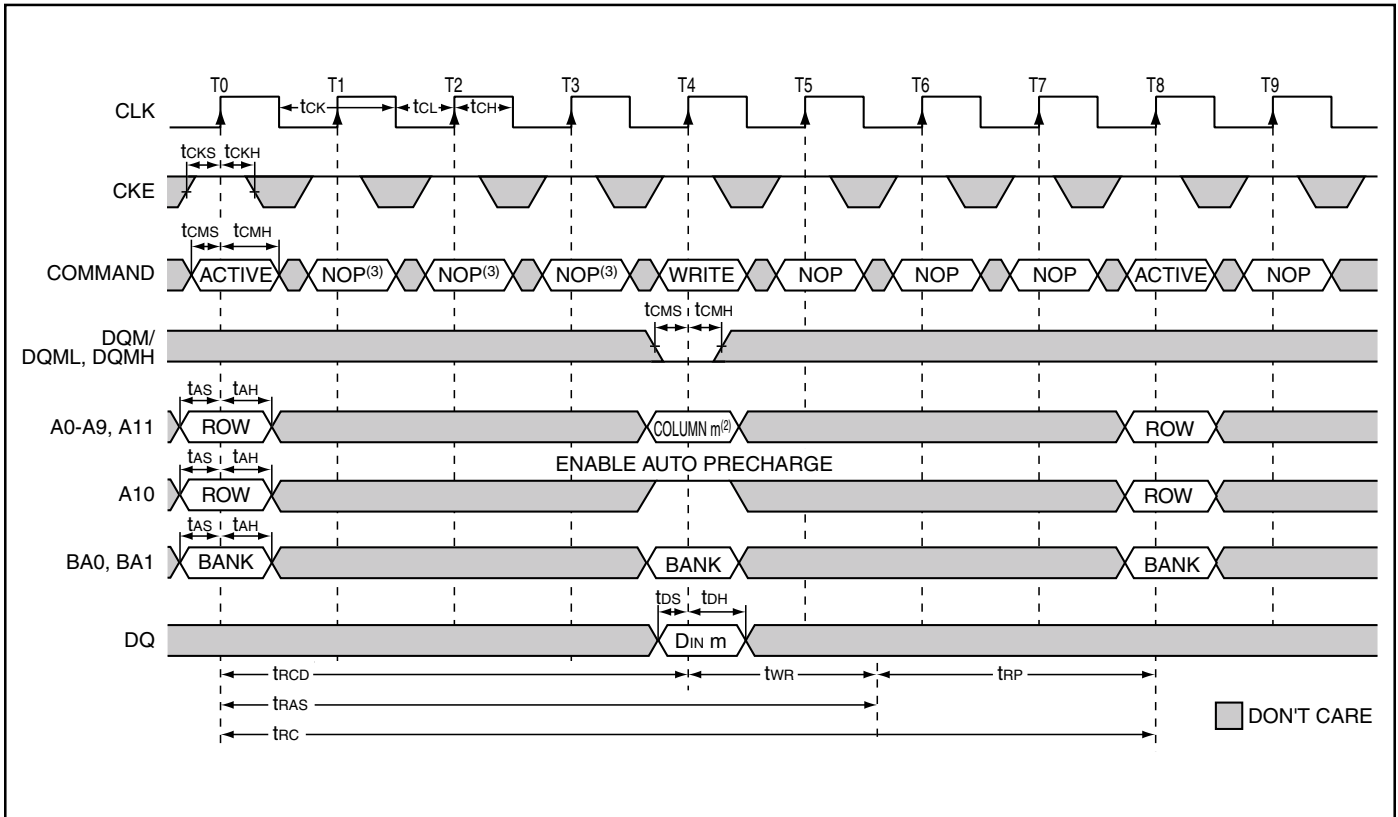 T0 T1 T2 T3 T4 T5 T6 T7 T8 T9
CLK tCK tCL tCH
tCKS tCKH
CKE
tCMS tCMH
COMMAND ACTIVE NOP(3) NOP(3) NOP(3) WRITE NOP NOP NOP ACTIVE NOP
tCMS tCMH
DQM/
DQML, DQMH
tAS tAH
A0-A9, A11 ROW COLUMN m(2) ROW
ENABLE AUTO PRECHARGE
tAS tAH
A10 ROW ROW
tAS tAH
BA0, BA1 BANK BANK BANK
tDS tDH
DQ DIN m
tRCD tWR tRP
tRAS
DON'T CARE
tRC